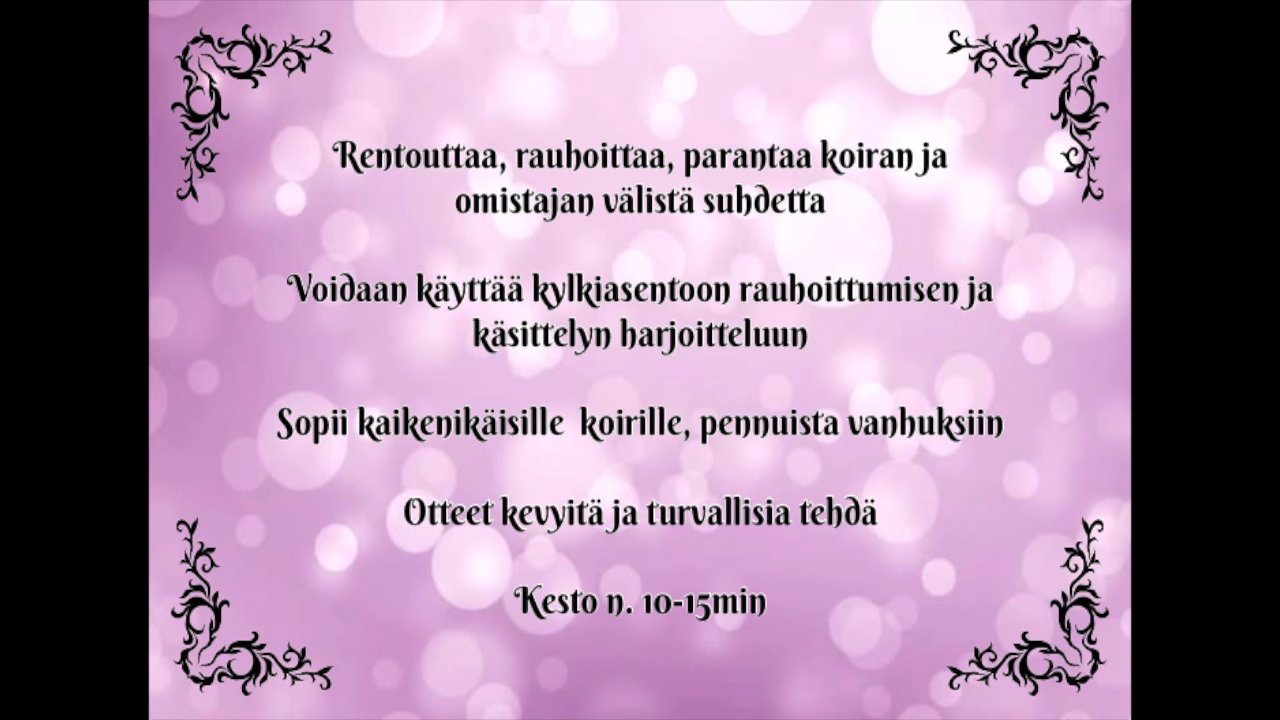 Rentouttaa, rauhoittaa, parantaa koiran ja
omistajan välistä suhdetta
Voidaan käyttää kylkiasentoon rauhoittumisen ja
käsittelyn harjoitteluun
Sopii kaikenikäisille koirille, pennuista vanhuksiin
Otteet kevyitä ja turvallisia tehdä
Kesto n. 10-15min